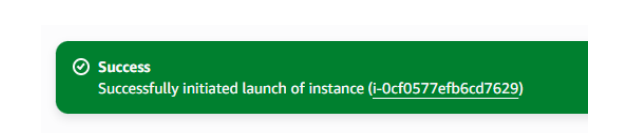 Success
Successfully initiated launch of instance (i-0cf0577efb6cd7629)